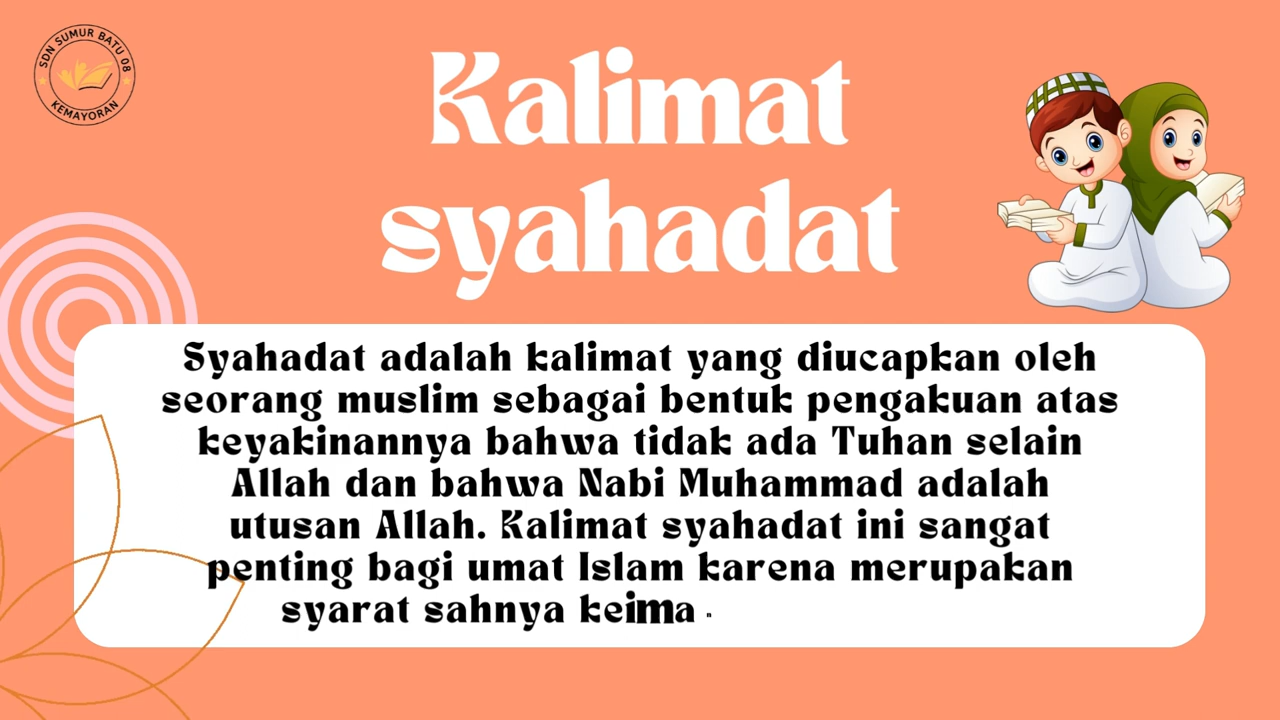 SDN SUMUR BATU 08
KEMAYORAN
Kalimat
syahadat
Syahadat adalah kalimat yang diucapkan oleh
seorang muslim sebagai bentuk pengakuan atas
keyakinannya bahwa tidak ada Tuhan selain
Allah dan bahwa Nabi Muhammad adalah
utusan Allah. Kalimat syahadat ini sangat
penting bagi umat Islam karena merupakan
syarat sahnya keima